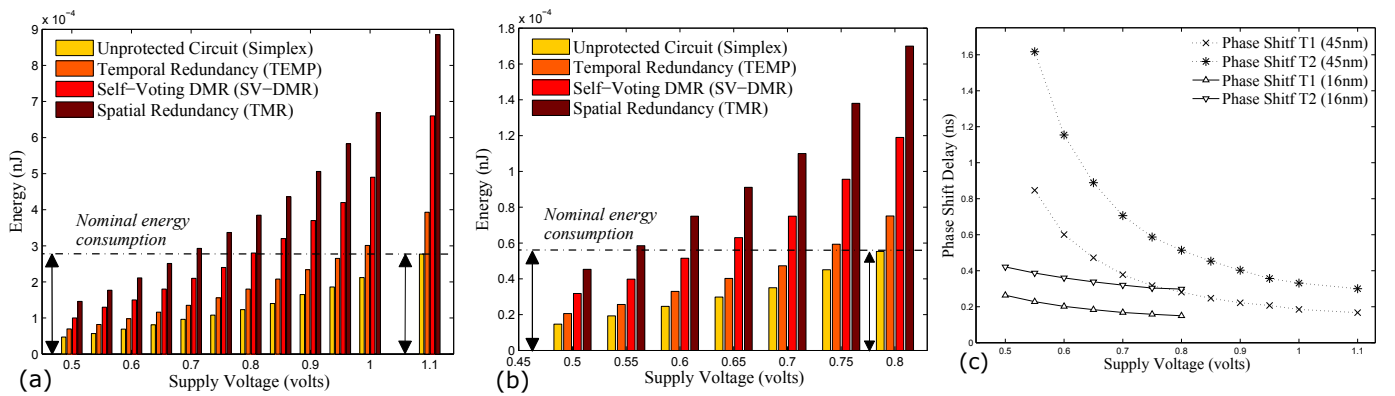 x 10⁻⁴
9
8
7
6
5
4
3
2
1
0
Energy (nJ)
Unprotected Circuit (Simplex)
Temporal Redundancy (TEMP)
Self−Voting DMR (SV−DMR)
Spatial Redundancy (TMR)
Nominal energy
consumption
0.5 0.6 0.7 0.8 0.9 1 1.1
Supply Voltage (volts)
(a)
x 10⁻⁴
1.8
1.6
1.4
1.2
1
0.8
0.6
0.4
0.2
0
Energy (nJ)
Unprotected Circuit (Simplex)
Temporal Redundancy (TEMP)
Self−Voting DMR (SV−DMR)
Spatial Redundancy (TMR)
Nominal energy
consumption
0.45 0.5 0.55 0.6 0.65 0.7 0.75 0.8
Supply Voltage (volts)
(b)
1.6
1.4
1.2
1
0.8
0.6
0.4
0.2
0
Phase Shift Delay (ns)
Phase Shitf T1 (45nm)
Phase Shitf T2 (45nm)
Phase Shitf T1 (16nm)
Phase Shitf T2 (16nm)
0.5 0.6 0.7 0.8 0.9 1 1.1
Supply Voltage (volts)
(c)